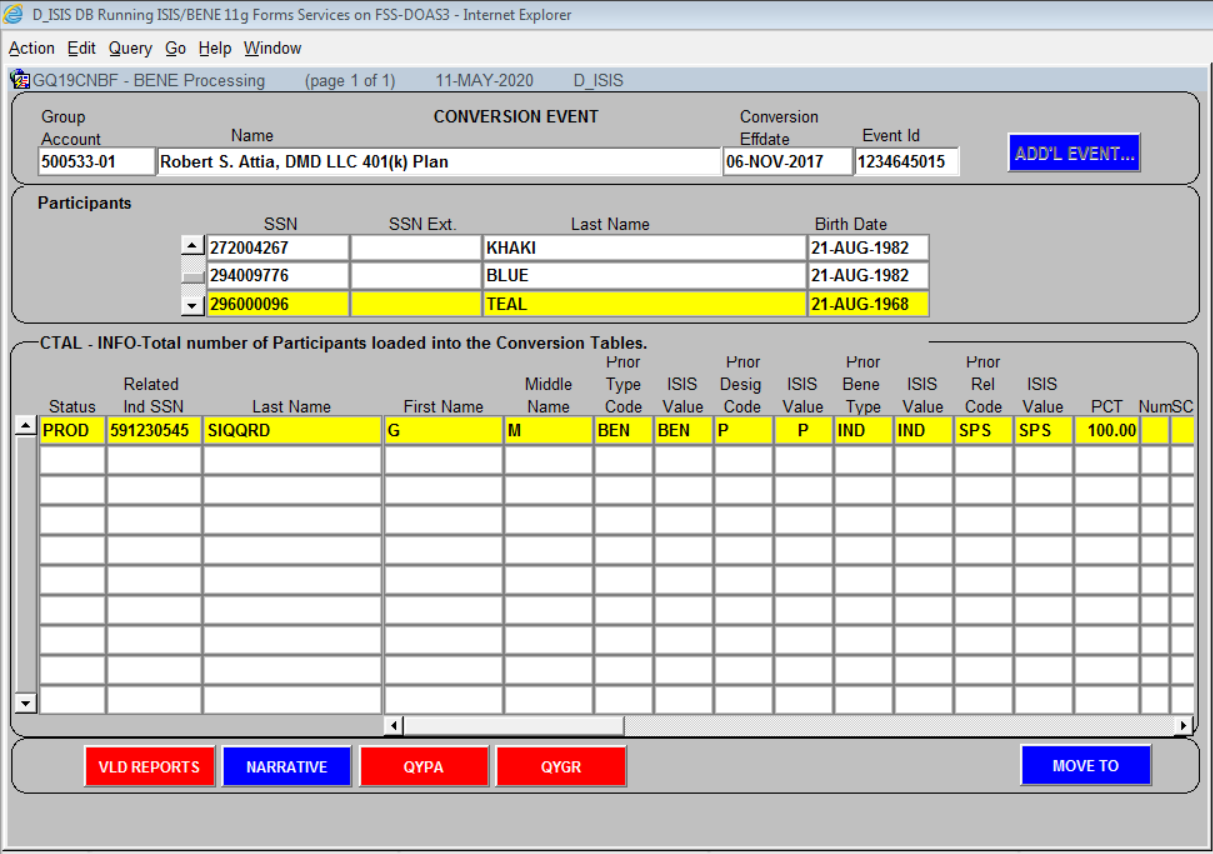 D_ISIS DB Running ISIS/BENE 11g Forms Services on FSS-DOAS3 - Internet Explorer
Action Edit Query Go Help Window
GQ19CNBF - BENE Processing (page 1 of 1) 11-MAY-2020 D_ISIS
Group CONVERSION EVENT Conversion
Account Name Effdate Event Id
500533-01 Robert S. Attia, DMD LLC 401(k) Plan 06-NOV-2017 1234645015 ADD'L EVENT...
Participants
SSN SSN Ext. Last Name Birth Date
272004267 KHAKI 21-AUG-1982
294009776 BLUE 21-AUG-1982
296000096 TEAL 21-AUG-1968
CTAL - INFO-Total number of Participants loaded into the Conversion Tables.
Prior Prior Prior Prior
Related Middle Type ISIS Desig ISIS Bene ISIS Rel ISIS
Status Ind SSN Last Name First Name Name Code Value Code Value Type Value Code Value PCT NumSC
PROD 591230545 SIQQRD G M BEN BEN P P IND IND SPS SPS 100.00
VLD REPORTS NARRATIVE QYPA QYGR MOVE TO